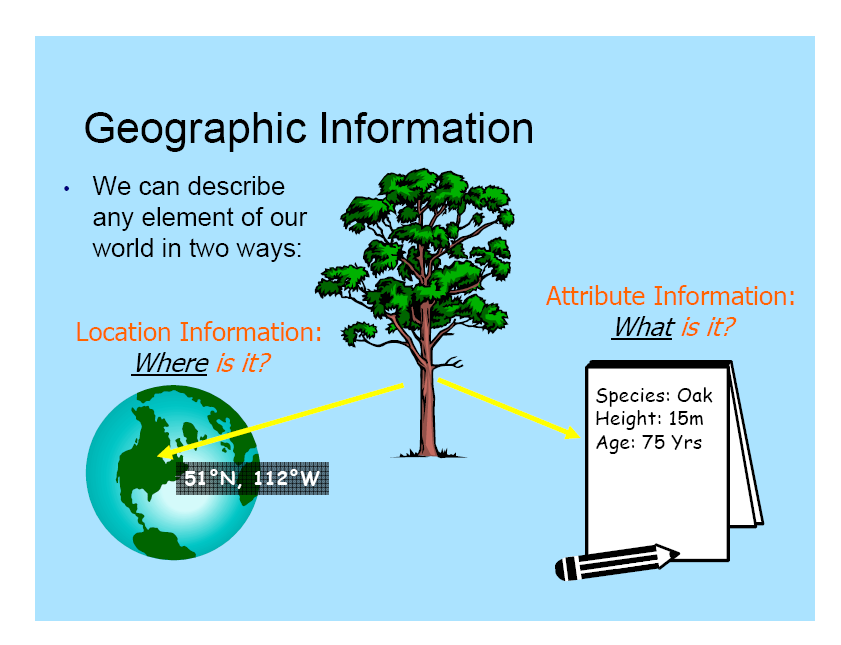 Geographic Information
• We can describe
any element of our
world in two ways:
Location Information:
Where is it?
51°N, 112°W
Attribute Information:
What is it?
Species: Oak
Height: 15m
Age: 75 Yrs